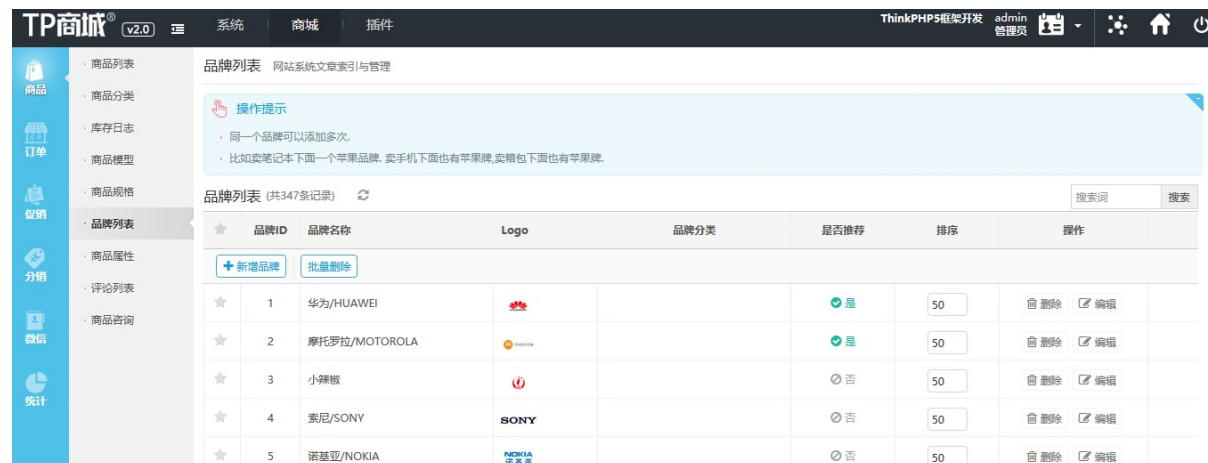 TP商城® v2.0 系统 商城 插件 ThinkPHP5框架开发 admin 管理员
商品
订单
促销
分销
微信
统计
· 商品列表
· 商品分类
· 库存日志
· 商品模型
· 商品规格
· 品牌列表
· 商品属性
· 评论列表
· 商品咨询
品牌列表 网站系统文章索引与管理
操作提示
· 同一个品牌可以添加多次.
· 比如卖笔记本下面一个苹果品牌. 卖手机下面也有苹果牌,卖箱包下面也有苹果牌.
品牌列表 (共347条记录) 搜索词 搜索
品牌ID 品牌名称 Logo 品牌分类 是否推荐 排序 操作
新增品牌 批量删除
1 华为/HUAWEI 是 50 删除 编辑
2 摩托罗拉/MOTOROLA motorola 是 50 删除 编辑
3 小辣椒 否 50 删除 编辑
4 索尼/SONY SONY 否 50 删除 编辑
5 诺基亚/NOKIA NOKIA 诺基亚 否 50 删除 编辑